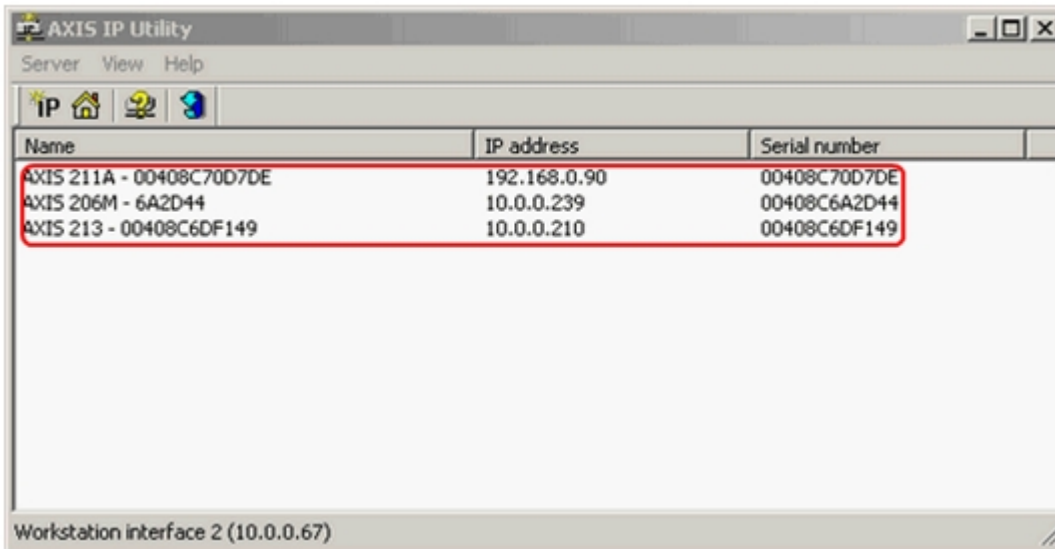 AXIS IP Utility
Server View Help
IP
Name IP address Serial number
AXIS 211A - 00408C70D7DE 192.168.0.90 00408C70D7DE
AXIS 206M - 6A2D44 10.0.0.239 00408C6A2D44
AXIS 213 - 00408C6DF149 10.0.0.210 00408C6DF149
Workstation interface 2 (10.0.0.67)